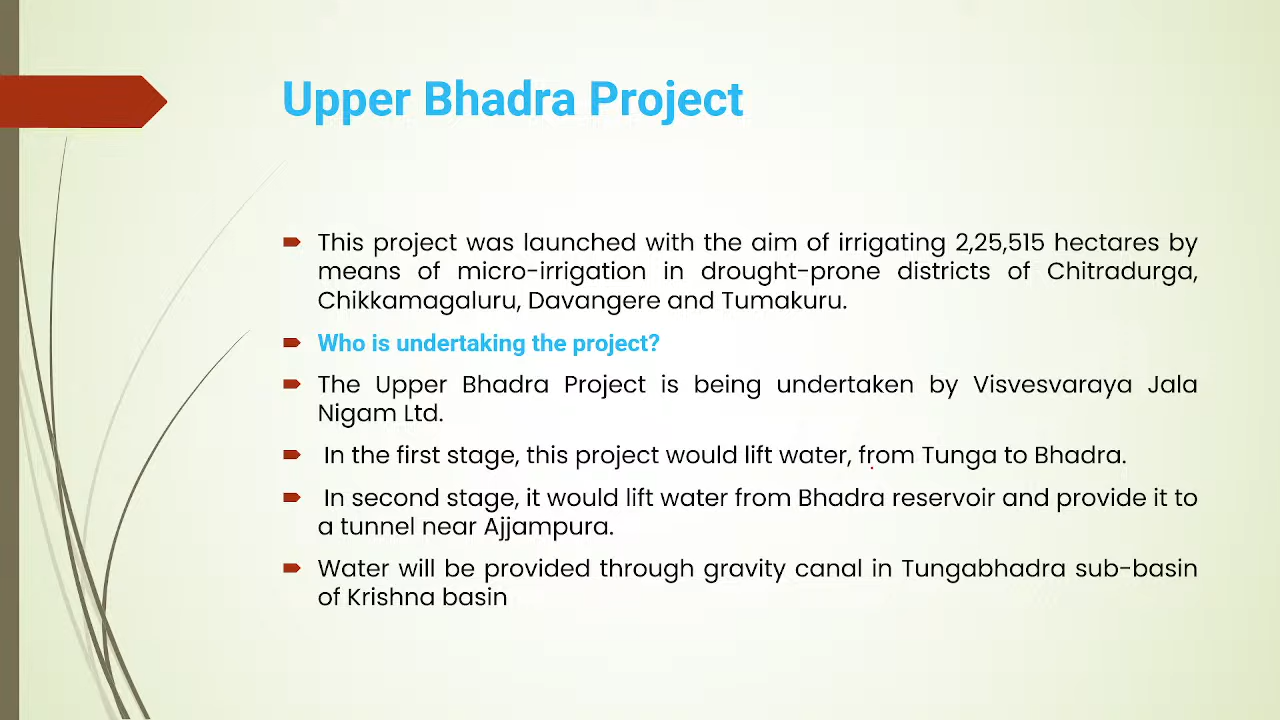 Upper Bhadra Project
This project was launched with the aim of irrigating 2,25,515 hectares by
means of micro-irrigation in drought-prone districts of Chitradurga,
Chikkamagaluru, Davangere and Tumakuru.
Who is undertaking the project?
The Upper Bhadra Project is being undertaken by Visvesvaraya Jala
Nigam Ltd.
In the first stage, this project would lift water, from Tunga to Bhadra.
In second stage, it would lift water from Bhadra reservoir and provide it to
a tunnel near Ajjampura.
Water will be provided through gravity canal in Tungabhadra sub-basin
of Krishna basin